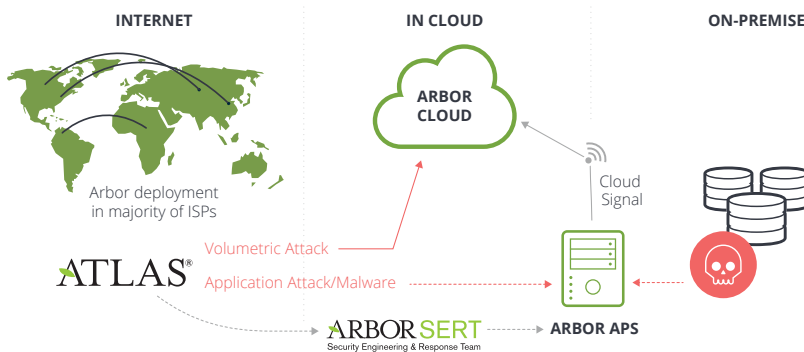 INTERNET
IN CLOUD
ON-PREMISE
ARBOR
CLOUD
Arbor deployment
in majority of ISPs
Cloud
Signal
Volumetric Attack
ATLAS®
Application Attack/Malware
ARBOR SERT
Security Engineering & Response Team
ARBOR APS